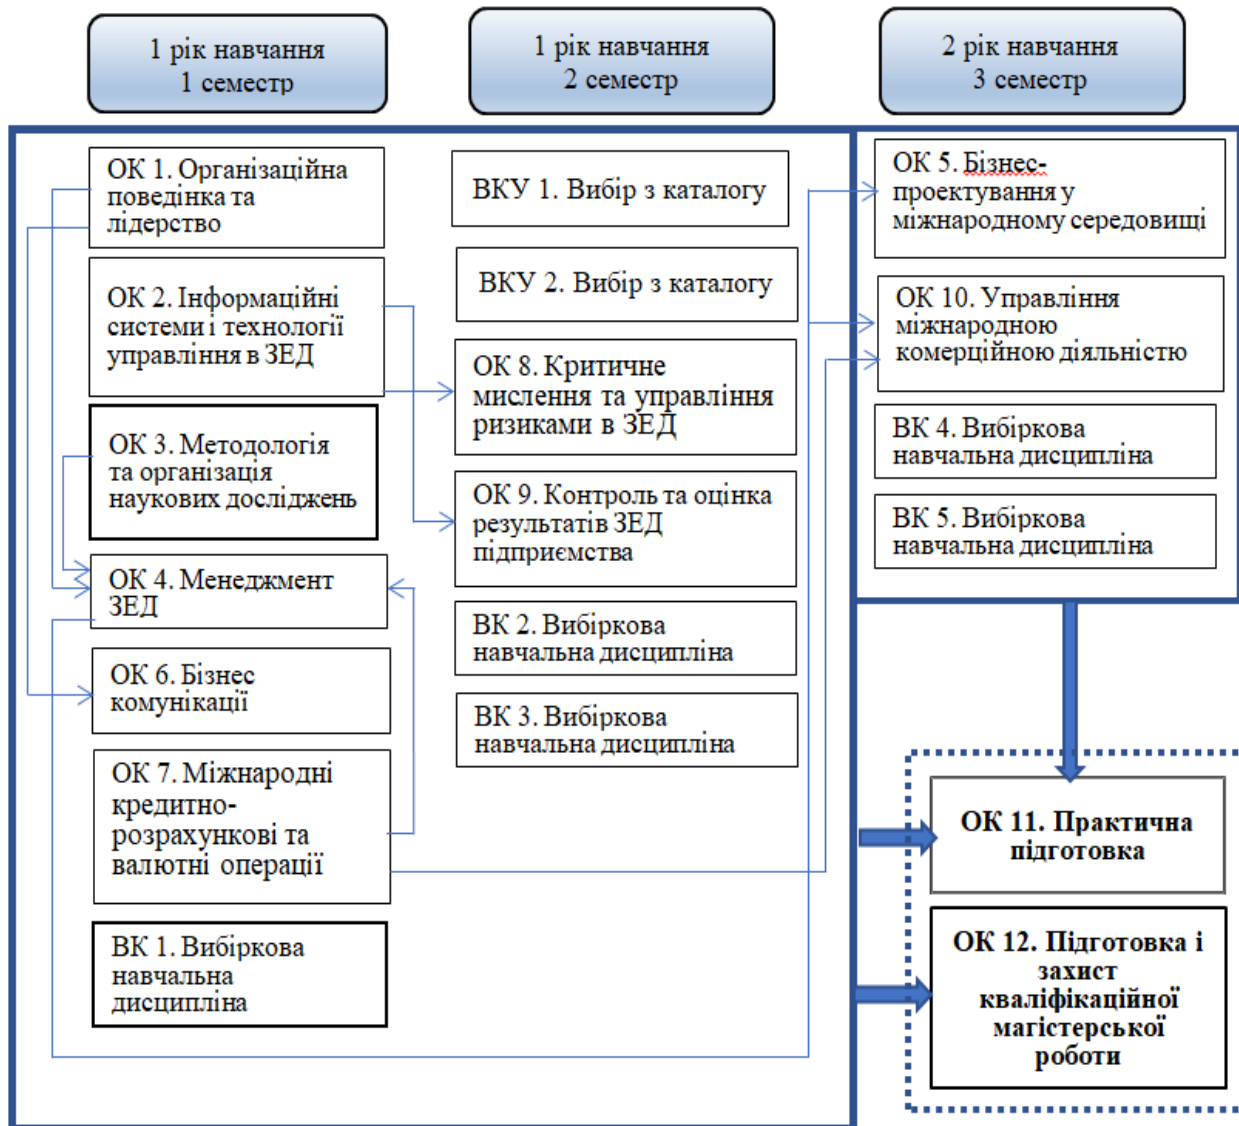 1 рік навчання
1 семестр
1 рік навчання
2 семестр
2 рік навчання
3 семестр
ОК 1. Організаційна
поведінка та
лідерство
ОК 2. Інформаційні
системи і технології
управління в ЗЕД
ОК 3. Методологія
та організація
наукових досліджень
ОК 4. Менеджмент
ЗЕД
ОК 6. Бізнес
комунікації
ОК 7. Міжнародні
кредитно-
розрахункові та
валютні операції
ВК 1. Вибіркова
навчальна
дисципліна
ВКУ 1. Вибір з каталогу
ВКУ 2. Вибір з каталогу
ОК 8. Критичне
мислення та управління
ризиками в ЗЕД
ОК 9. Контроль та оцінка
результатів ЗЕД
підприємства
ВК 2. Вибіркова
навчальна дисципліна
ВК 3. Вибіркова
навчальна дисципліна
ОК 5. Бізнес-
проектування у
міжнародному середовищі
ОК 10. Управління
міжнародною
комерційною діяльністю
ВК 4. Вибіркова
навчальна дисципліна
ВК 5. Вибіркова
навчальна дисципліна
ОК 11. Практична
підготовка
ОК 12. Підготовка і
захист
кваліфікаційної
магістерської
роботи